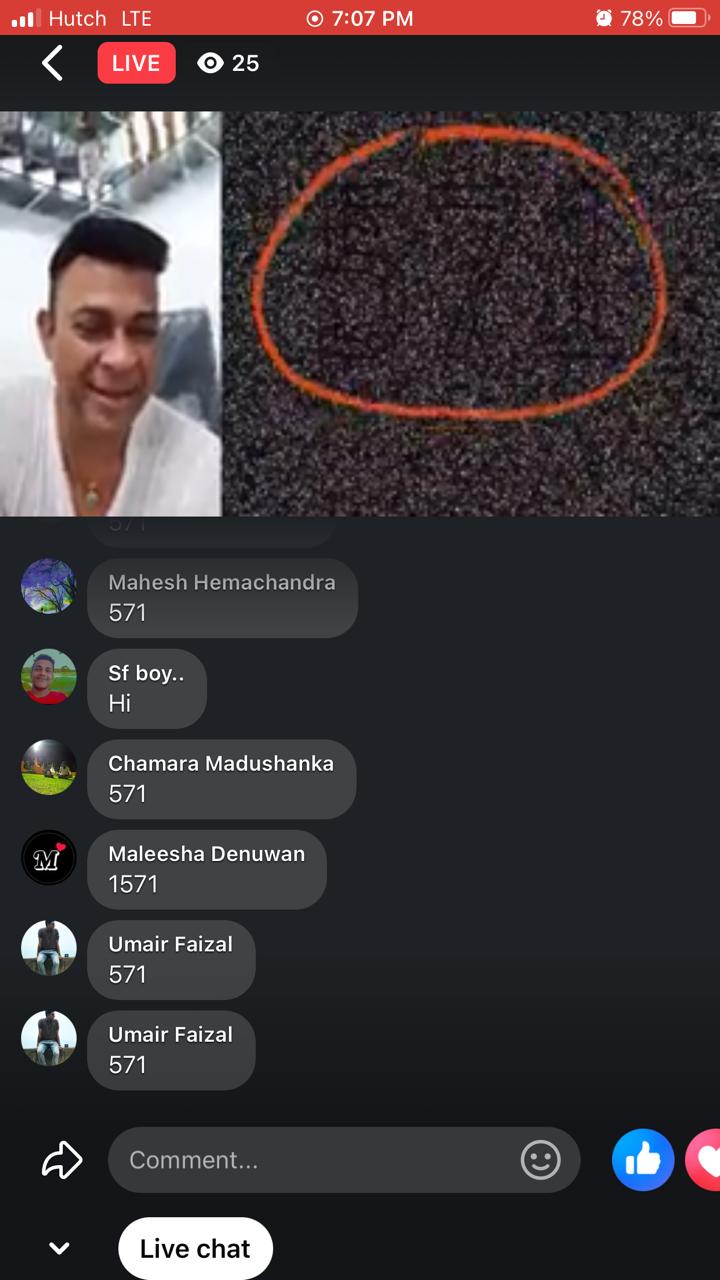 Hutch LTE 7:07 PM 78%
LIVE 25
571
Mahesh Hemachandra
571
Sf boy..
Hi
Chamara Madushanka
571
M
Maleesha Denuwan
1571
Umair Faizal
571
Umair Faizal
571
Comment...
Live chat